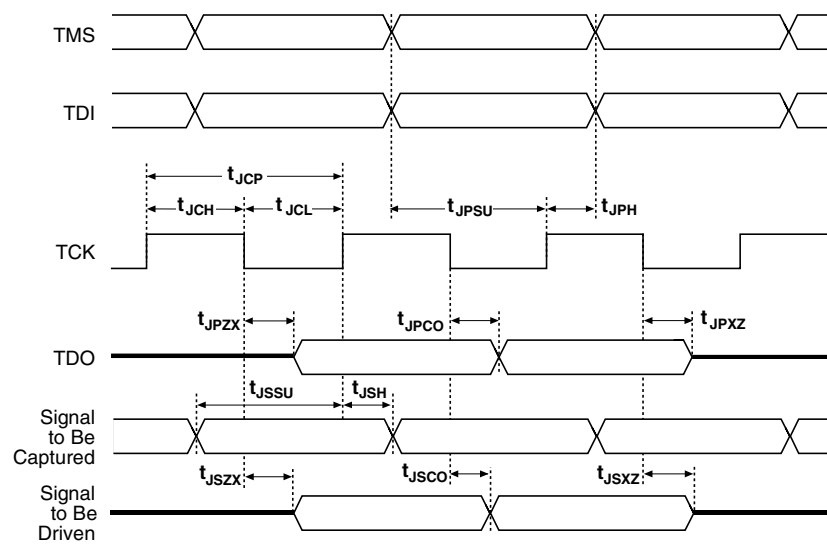 TMS
TDI
tJCP
tJCH tJCL tJPSU tJPH
TCK
tJPZX tJPCO tJPXZ
TDO
tJSSU tJSH
Signal
to Be
Captured
tJSZX tJSCO tJSXZ
Signal
to Be
Driven